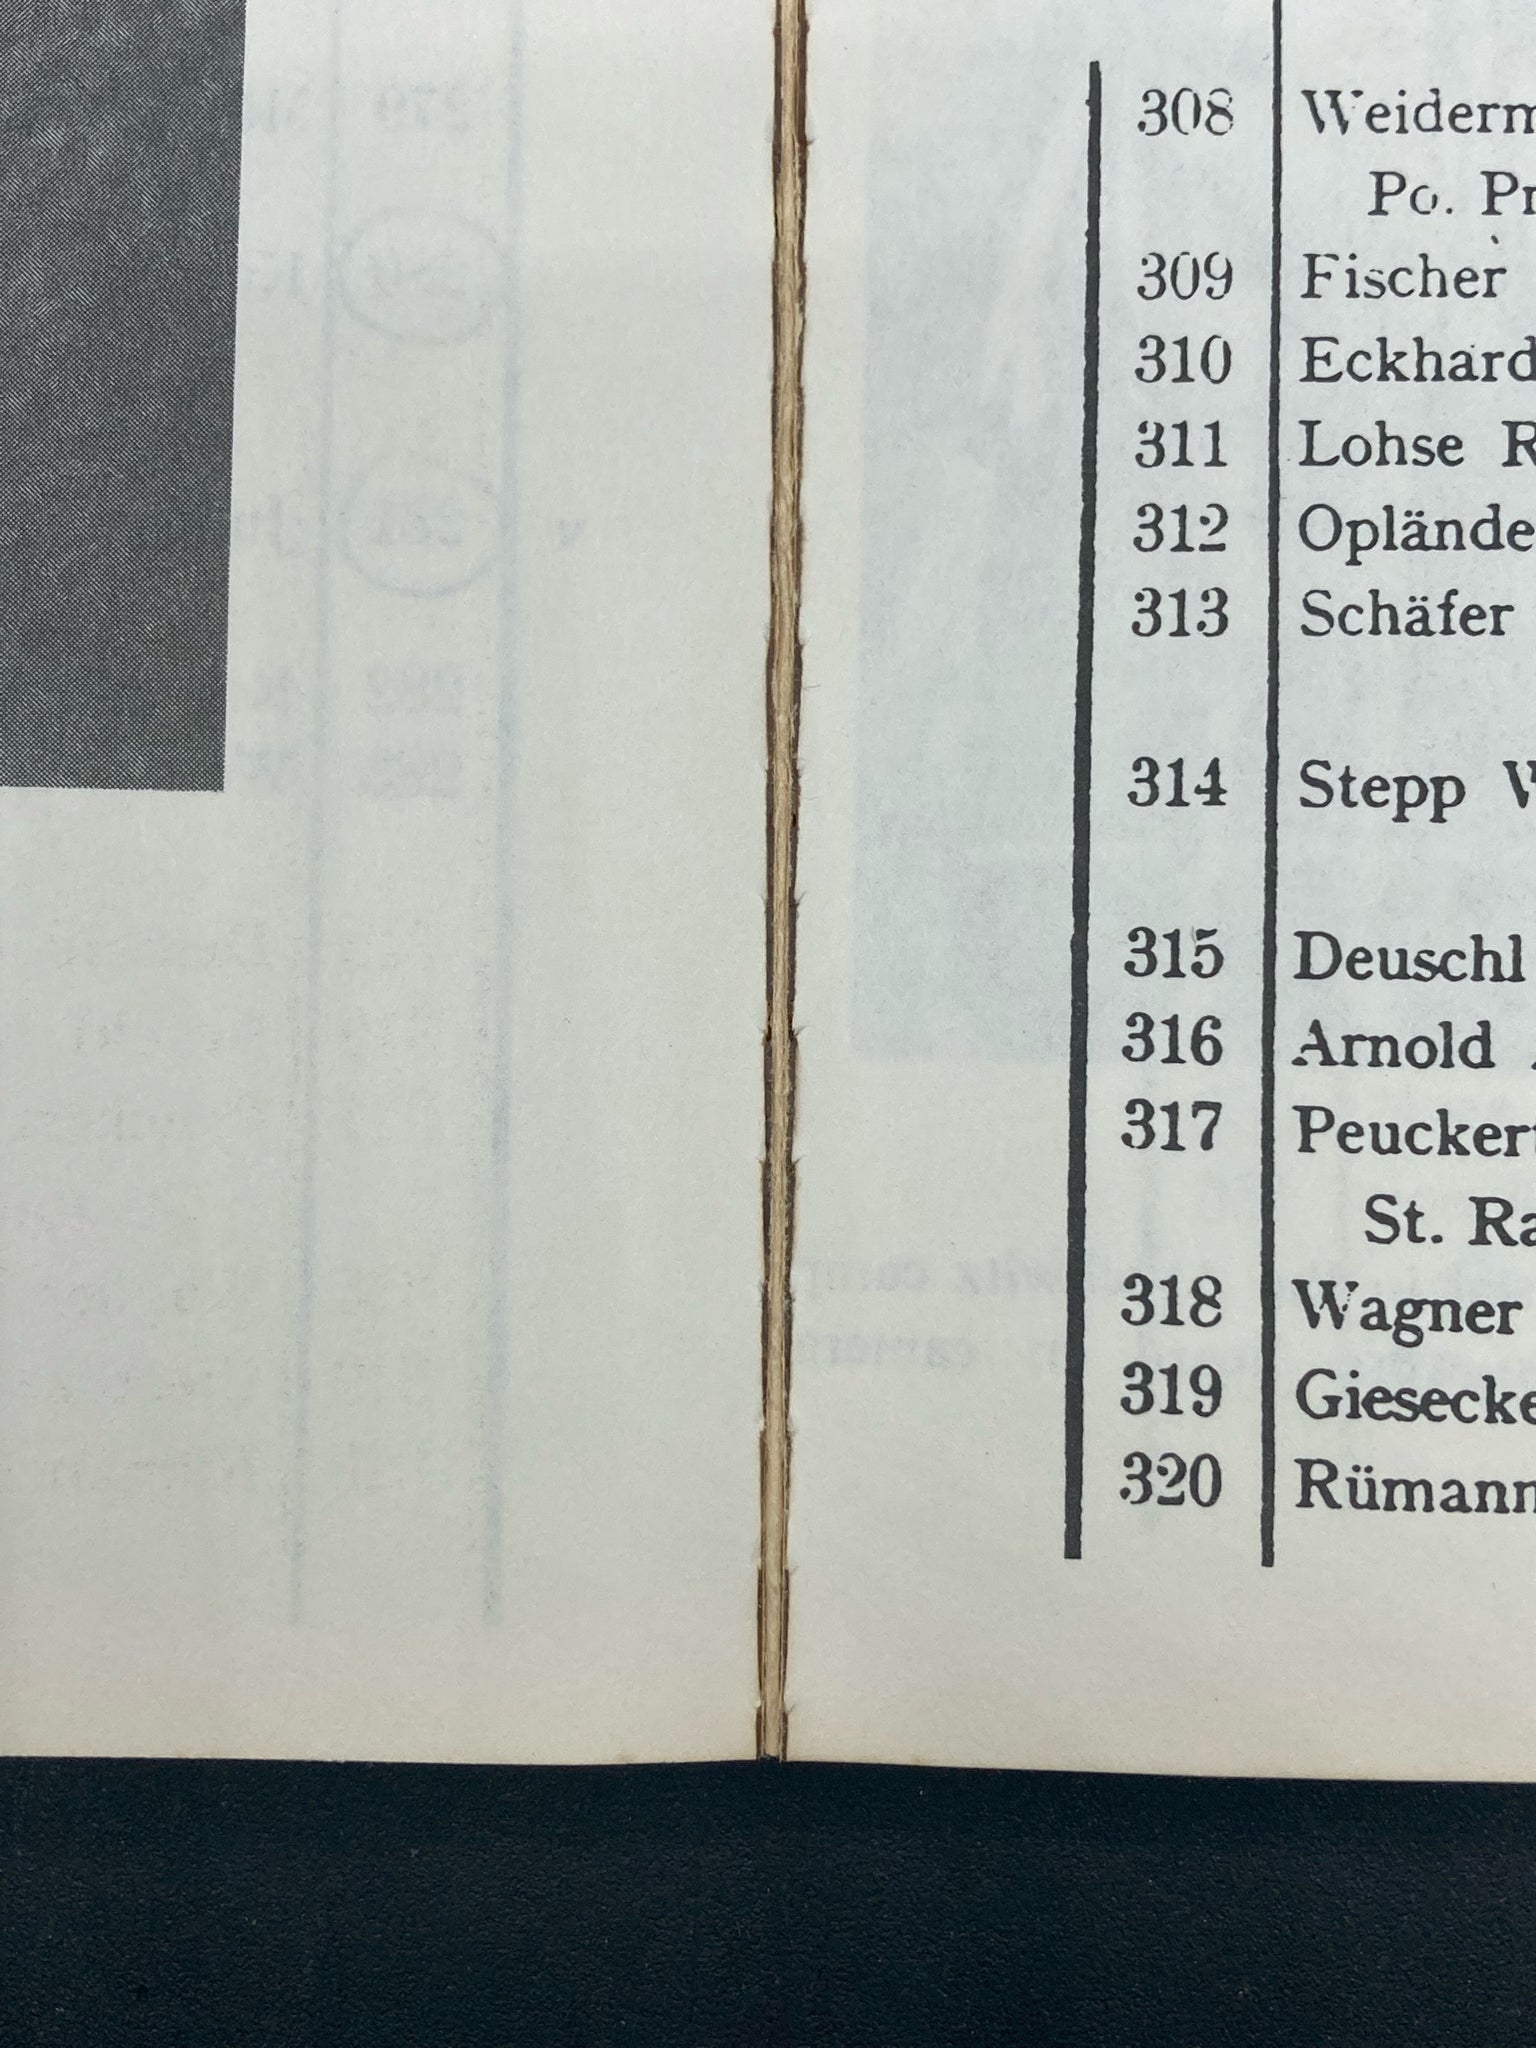 308 Weiderm
Po. Pr
309 Fischer
310 Eckhard
311 Lohse R
312 Oplände
313 Schäfer
314 Stepp W
315 Deuschl
316 Arnold
317 Peuckert
St. Ra
318 Wagner
319 Giesecke
320 Rümann